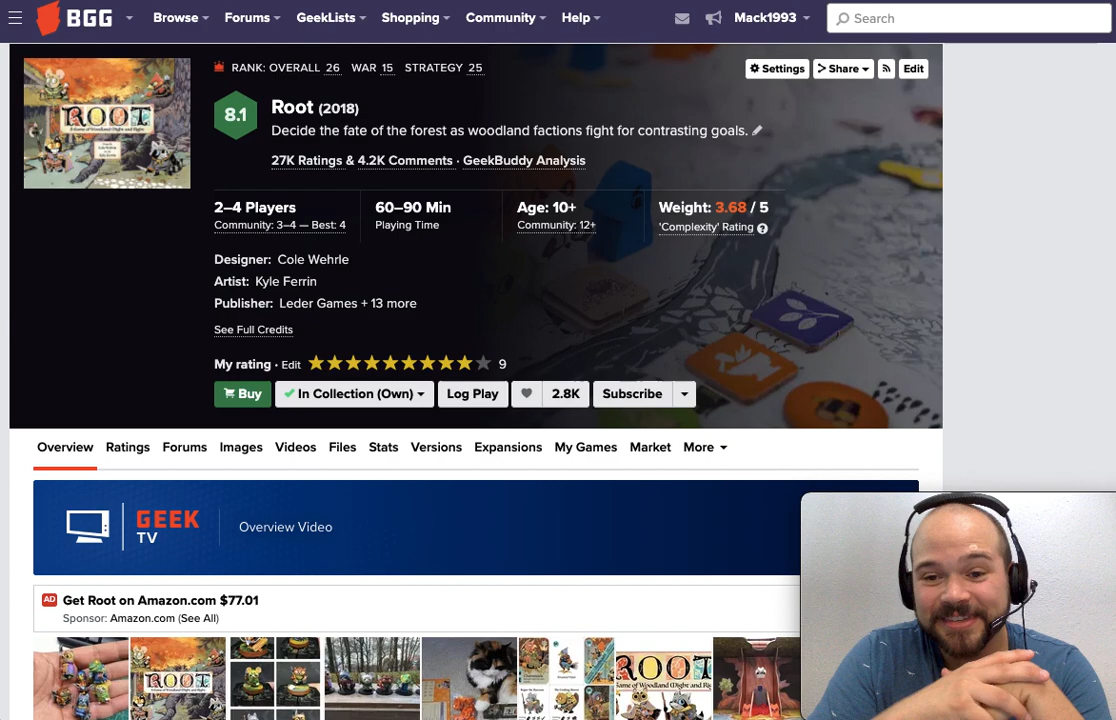 BGG Browse Forums GeekLists Shopping Community Help Mack1993 Search
RANK: OVERALL 26 WAR 15 STRATEGY 25
Settings Share Edit
8.1
Root (2018)
Decide the fate of the forest as woodland factions fight for contrasting goals.
27K Ratings & 4.2K Comments · GeekBuddy Analysis
2–4 Players 60–90 Min Age: 10+ Weight: 3.68 / 5
Community: 3–4 — Best: 4 Playing Time Community: 12+ 'Complexity' Rating
Designer: Cole Wehrle
Artist: Kyle Ferrin
Publisher: Leder Games + 13 more
See Full Credits
My rating · Edit 9
Buy In Collection (Own) Log Play 2.8K Subscribe
Overview Ratings Forums Images Videos Files Stats Versions Expansions My Games Market More
GEEK
TV
Overview Video
AD Get Root on Amazon.com $77.01
Sponsor: Amazon.com (See All)
ROOT
ROOT
ROOT